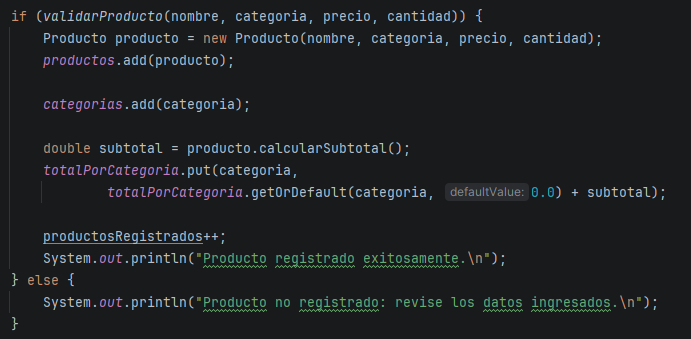 if (validarProducto(nombre, categoria, precio, cantidad)) {
    Producto producto = new Producto(nombre, categoria, precio, cantidad);
    productos.add(producto);

    categorias.add(categoria);

    double subtotal = producto.calcularSubtotal();
    totalPorCategoria.put(categoria,
            totalPorCategoria.getOrDefault(categoria, defaultValue: 0.0) + subtotal);

    productosRegistrados++;
    System.out.println("Producto registrado exitosamente.\n");
} else {
    System.out.println("Producto no registrado: revise los datos ingresados.\n");
}